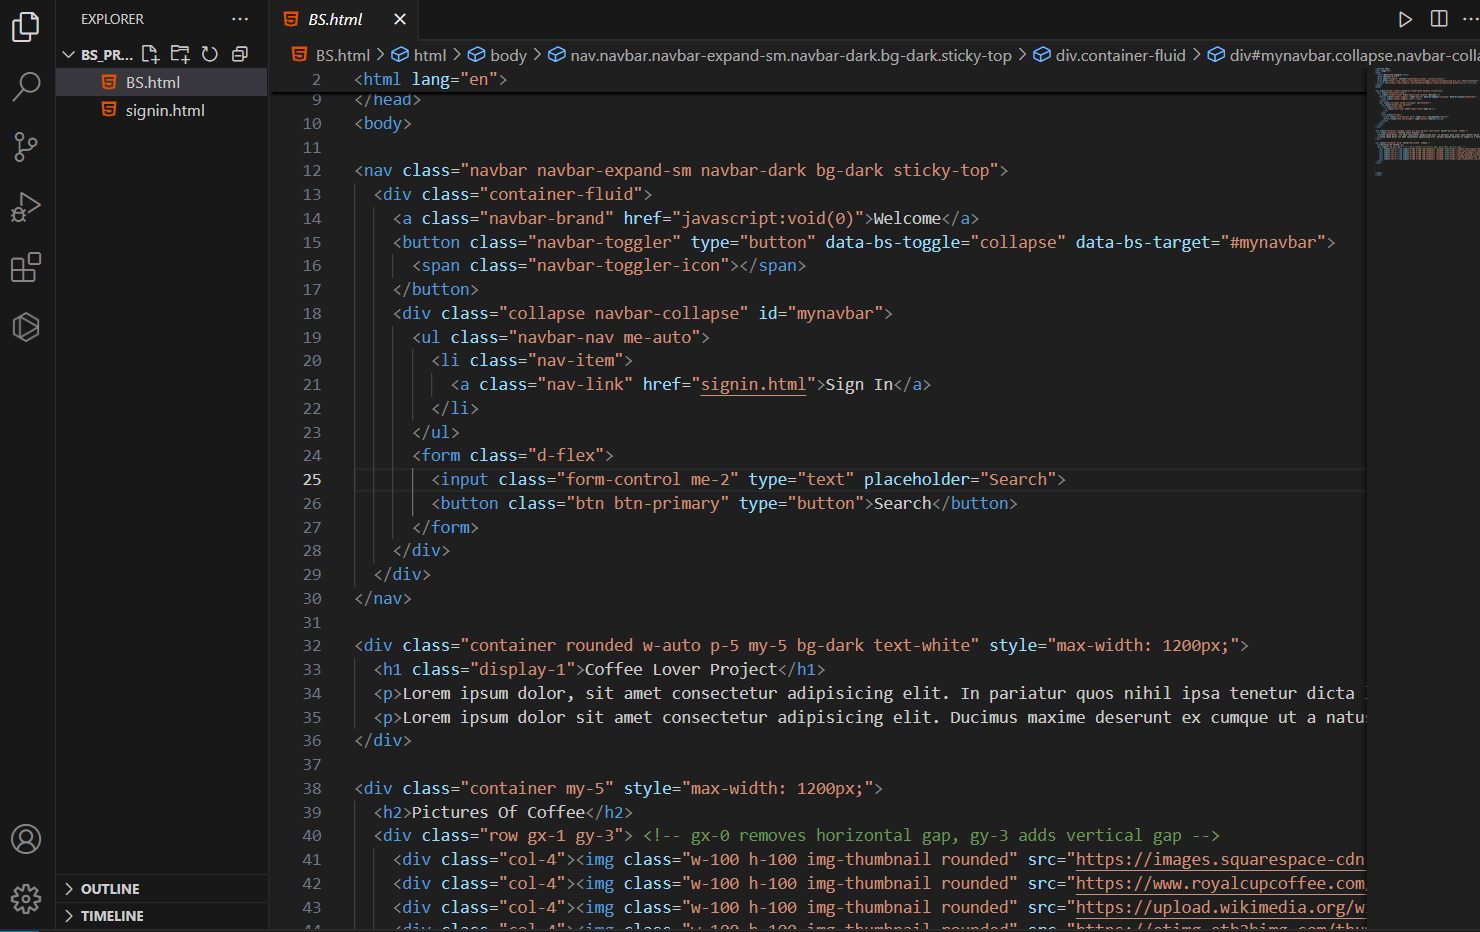 EXPLORER
BS_PR...
BS.html
signin.html
OUTLINE
TIMELINE
BS.html
BS.html > html > body > nav.navbar.navbar-expand-sm.navbar-dark.bg-dark.sticky-top > div.container-fluid > div#mynavbar.collapse.navbar-colla
2 <html lang="en">
9 </head>
10 <body>
11
12 <nav class="navbar navbar-expand-sm navbar-dark bg-dark sticky-top">
13 <div class="container-fluid">
14 <a class="navbar-brand" href="javascript:void(0)">Welcome</a>
15 <button class="navbar-toggler" type="button" data-bs-toggle="collapse" data-bs-target="#mynavbar">
16 <span class="navbar-toggler-icon"></span>
17 </button>
18 <div class="collapse navbar-collapse" id="mynavbar">
19 <ul class="navbar-nav me-auto">
20 <li class="nav-item">
21 <a class="nav-link" href="signin.html">Sign In</a>
22 </li>
23 </ul>
24 <form class="d-flex">
25 <input class="form-control me-2" type="text" placeholder="Search">
26 <button class="btn btn-primary" type="button">Search</button>
27 </form>
28 </div>
29 </div>
30 </nav>
31
32 <div class="container rounded w-auto p-5 my-5 bg-dark text-white" style="max-width: 1200px;">
33 <h1 class="display-1">Coffee Lover Project</h1>
34 <p>Lorem ipsum dolor, sit amet consectetur adipisicing elit. In pariatur quos nihil ipsa tenetur dicta
35 <p>Lorem ipsum dolor sit amet consectetur adipisicing elit. Ducimus maxime deserunt ex cumque ut a natu
36 </div>
37
38 <div class="container my-5" style="max-width: 1200px;">
39 <h2>Pictures Of Coffee</h2>
40 <div class="row gx-1 gy-3"> <!-- gx-0 removes horizontal gap, gy-3 adds vertical gap -->
41 <div class="col-4"><img class="w-100 h-100 img-thumbnail rounded" src="https://images.squarespace-cdn
42 <div class="col-4"><img class="w-100 h-100 img-thumbnail rounded" src="https://www.royalcupcoffee.com/
43 <div class="col-4"><img class="w-100 h-100 img-thumbnail rounded" src="https://upload.wikimedia.org/w